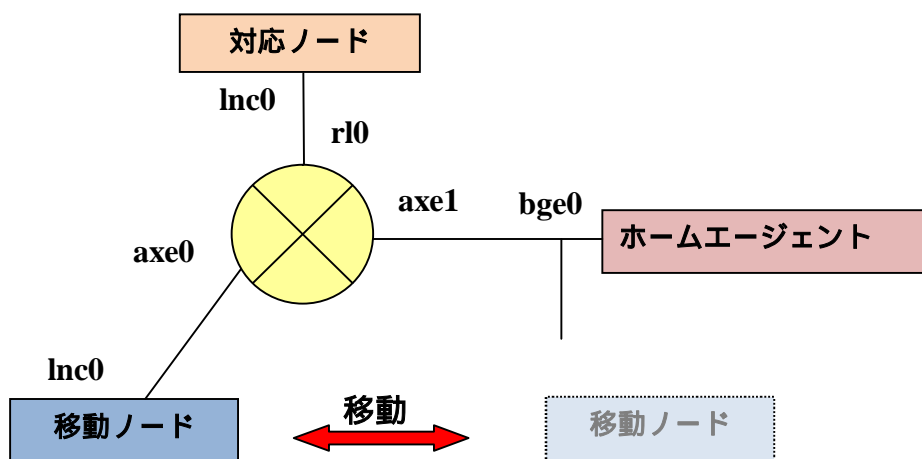 対応ノード
lnc0
rl0
axe1
bge0
ホームエージェント
axe0
lnc0
移動ノード
移動
移動ノード